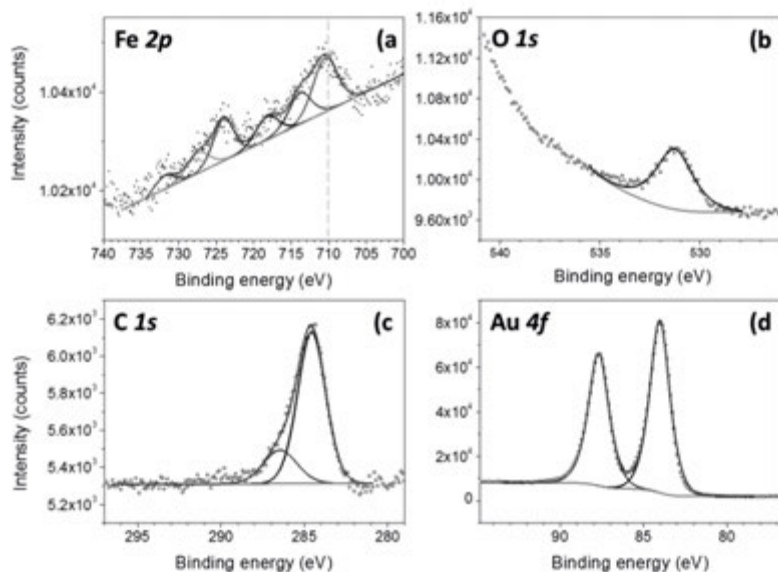 Fe 2p
(a
Intensity (counts)
1.04x10⁴
1.02x10⁴
740 735 730 725 720 715 710 705 700
Binding energy (eV)
O 1s
(b
1.16x10⁴
1.12x10⁴
1.08x10⁴
1.04x10⁴
1.00x10⁴
9.60x10³
640 635 630
Binding energy (eV)
C 1s
(c
Intensity (counts)
6.2x10³
6.0x10³
5.8x10³
5.6x10³
5.4x10³
5.2x10³
295 290 285 280
Binding energy (eV)
Au 4f
(d
8x10⁴
6x10⁴
4x10⁴
2x10⁴
0
90 85 80
Binding energy (eV)